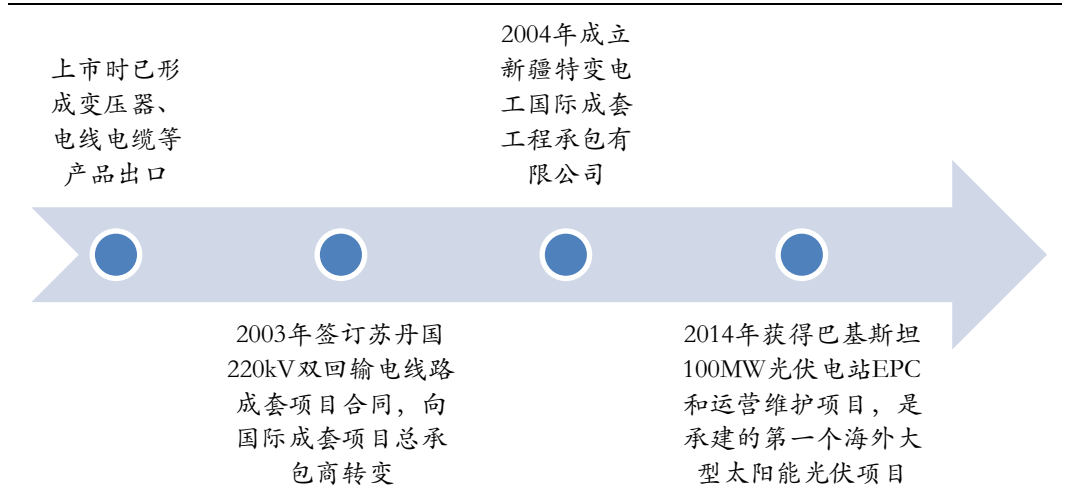 上市时已形
成变压器、
电线电缆等
产品出口
2003年签订苏丹国
220kV双回输电线路
成套项目合同，向
国际成套项目总承
包商转变
2004年成立
新疆特变电
工国际成套
工程承包有
限公司
2014年获得巴基斯坦
100MW光伏电站EPC
和运营维护项目，是
承建的第一个海外大
型太阳能光伏项目